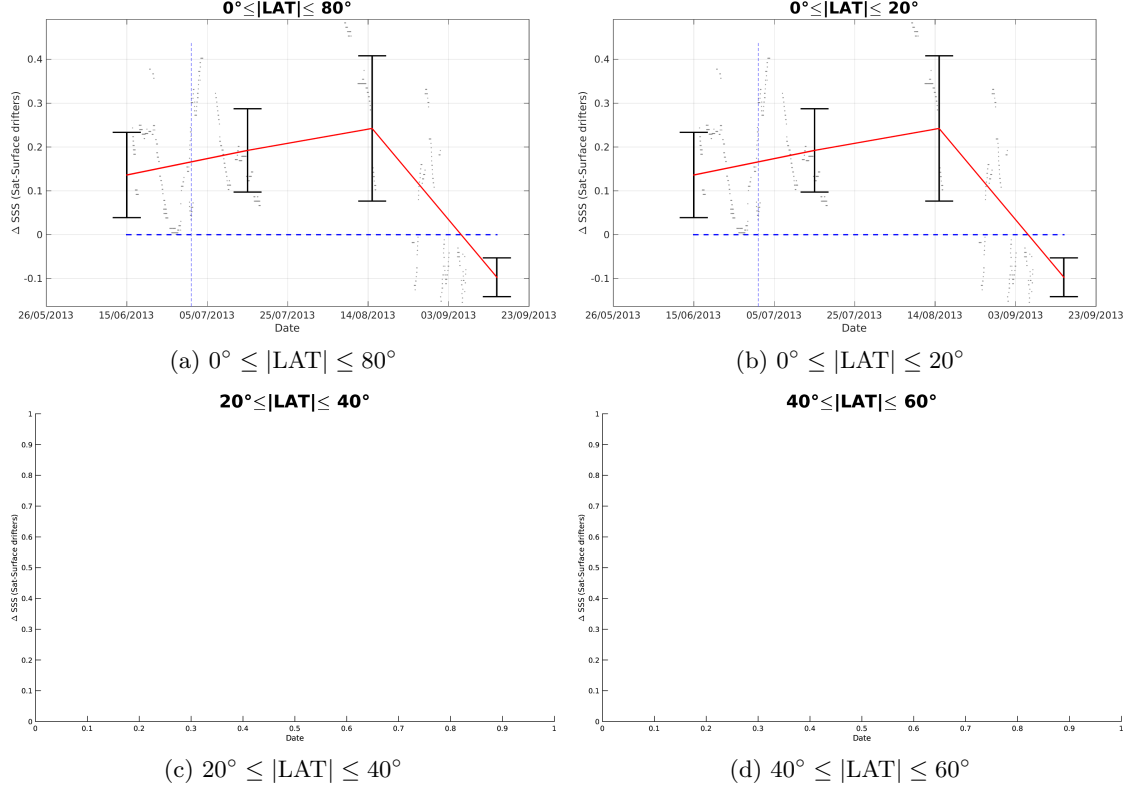 0°≤|LAT|≤ 80°
Δ SSS (Sat-Surface drifters)
0.4
0.3
0.2
0.1
0
-0.1
26/05/2013 15/06/2013 05/07/2013 25/07/2013 14/08/2013 03/09/2013 23/09/2013
Date
(a) 0° ≤ |LAT| ≤ 80°
0°≤|LAT|≤ 20°
Δ SSS (Sat-Surface drifters)
0.4
0.3
0.2
0.1
0
-0.1
26/05/2013 15/06/2013 05/07/2013 25/07/2013 14/08/2013 03/09/2013 23/09/2013
Date
(b) 0° ≤ |LAT| ≤ 20°
20°≤|LAT|≤ 40°
Δ SSS (Sat-Surface drifters)
1
0.9
0.8
0.7
0.6
0.5
0.4
0.3
0.2
0.1
0
0 0.1 0.2 0.3 0.4 0.5 0.6 0.7 0.8 0.9 1
Date
(c) 20° ≤ |LAT| ≤ 40°
40°≤|LAT|≤ 60°
Δ SSS (Sat-Surface drifters)
1
0.9
0.8
0.7
0.6
0.5
0.4
0.3
0.2
0.1
0
0 0.1 0.2 0.3 0.4 0.5 0.6 0.7 0.8 0.9 1
Date
(d) 40° ≤ |LAT| ≤ 60°